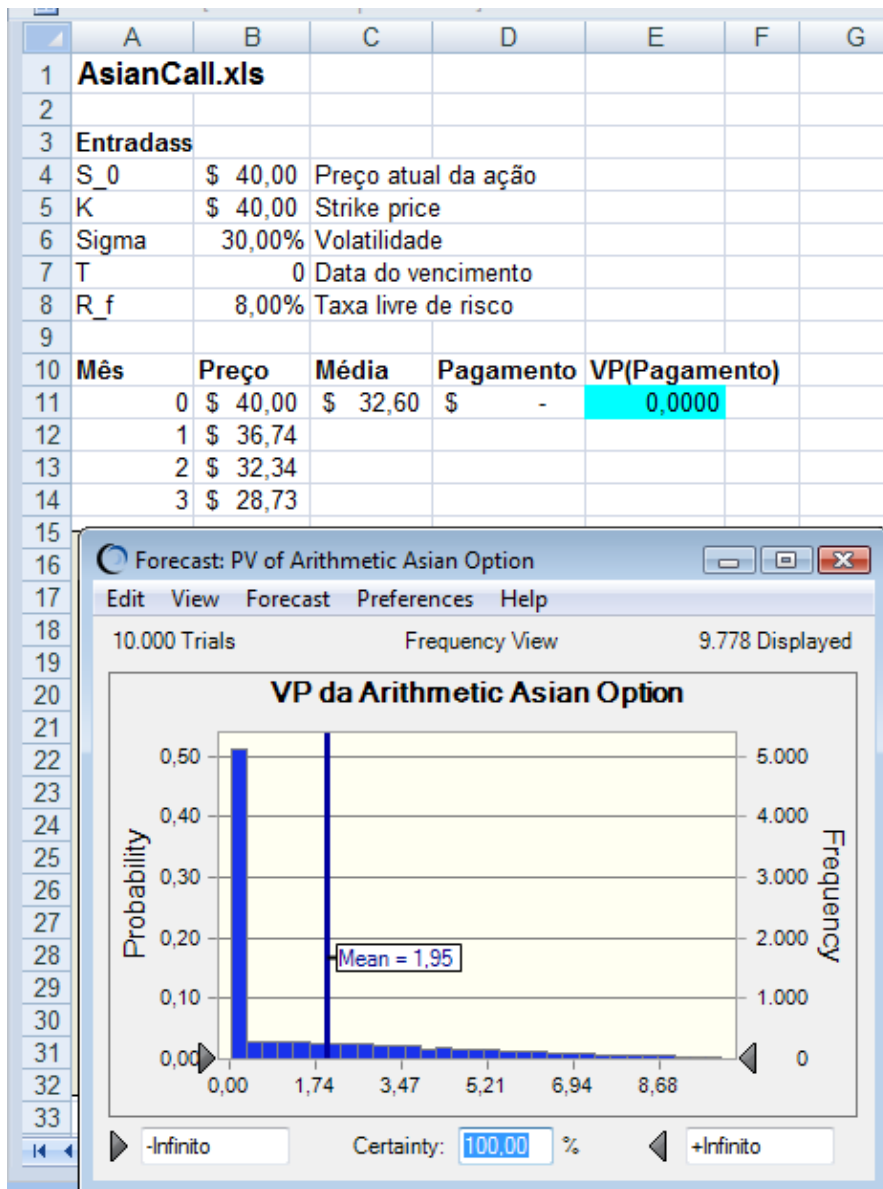 A B C D E F G
1 AsianCall.xls
2
3 Entradass
4 S_0 $ 40,00 Preço atual da ação
5 K $ 40,00 Strike price
6 Sigma 30,00% Volatilidade
7 T 0 Data do vencimento
8 R_f 8,00% Taxa livre de risco
9
10 Mês Preço Média Pagamento VP(Pagamento)
11 0 $ 40,00 $ 32,60 $ - 0,0000
12 1 $ 36,74
13 2 $ 32,34
14 3 $ 28,73
15
16
17
18
19
20
21
22
23
24
25
26
27
28
29
30
31
32
33
Forecast: PV of Arithmetic Asian Option
Edit View Forecast Preferences Help
10.000 Trials Frequency View 9.778 Displayed
VP da Arithmetic Asian Option
Probability
0,50
0,40
0,30
0,20
0,10
0,00
Mean = 1,95
5.000
4.000
3.000
2.000
1.000
0
Frequency
0,00 1,74 3,47 5,21 6,94 8,68
-Infinito Certainty: 100,00 % +Infinito